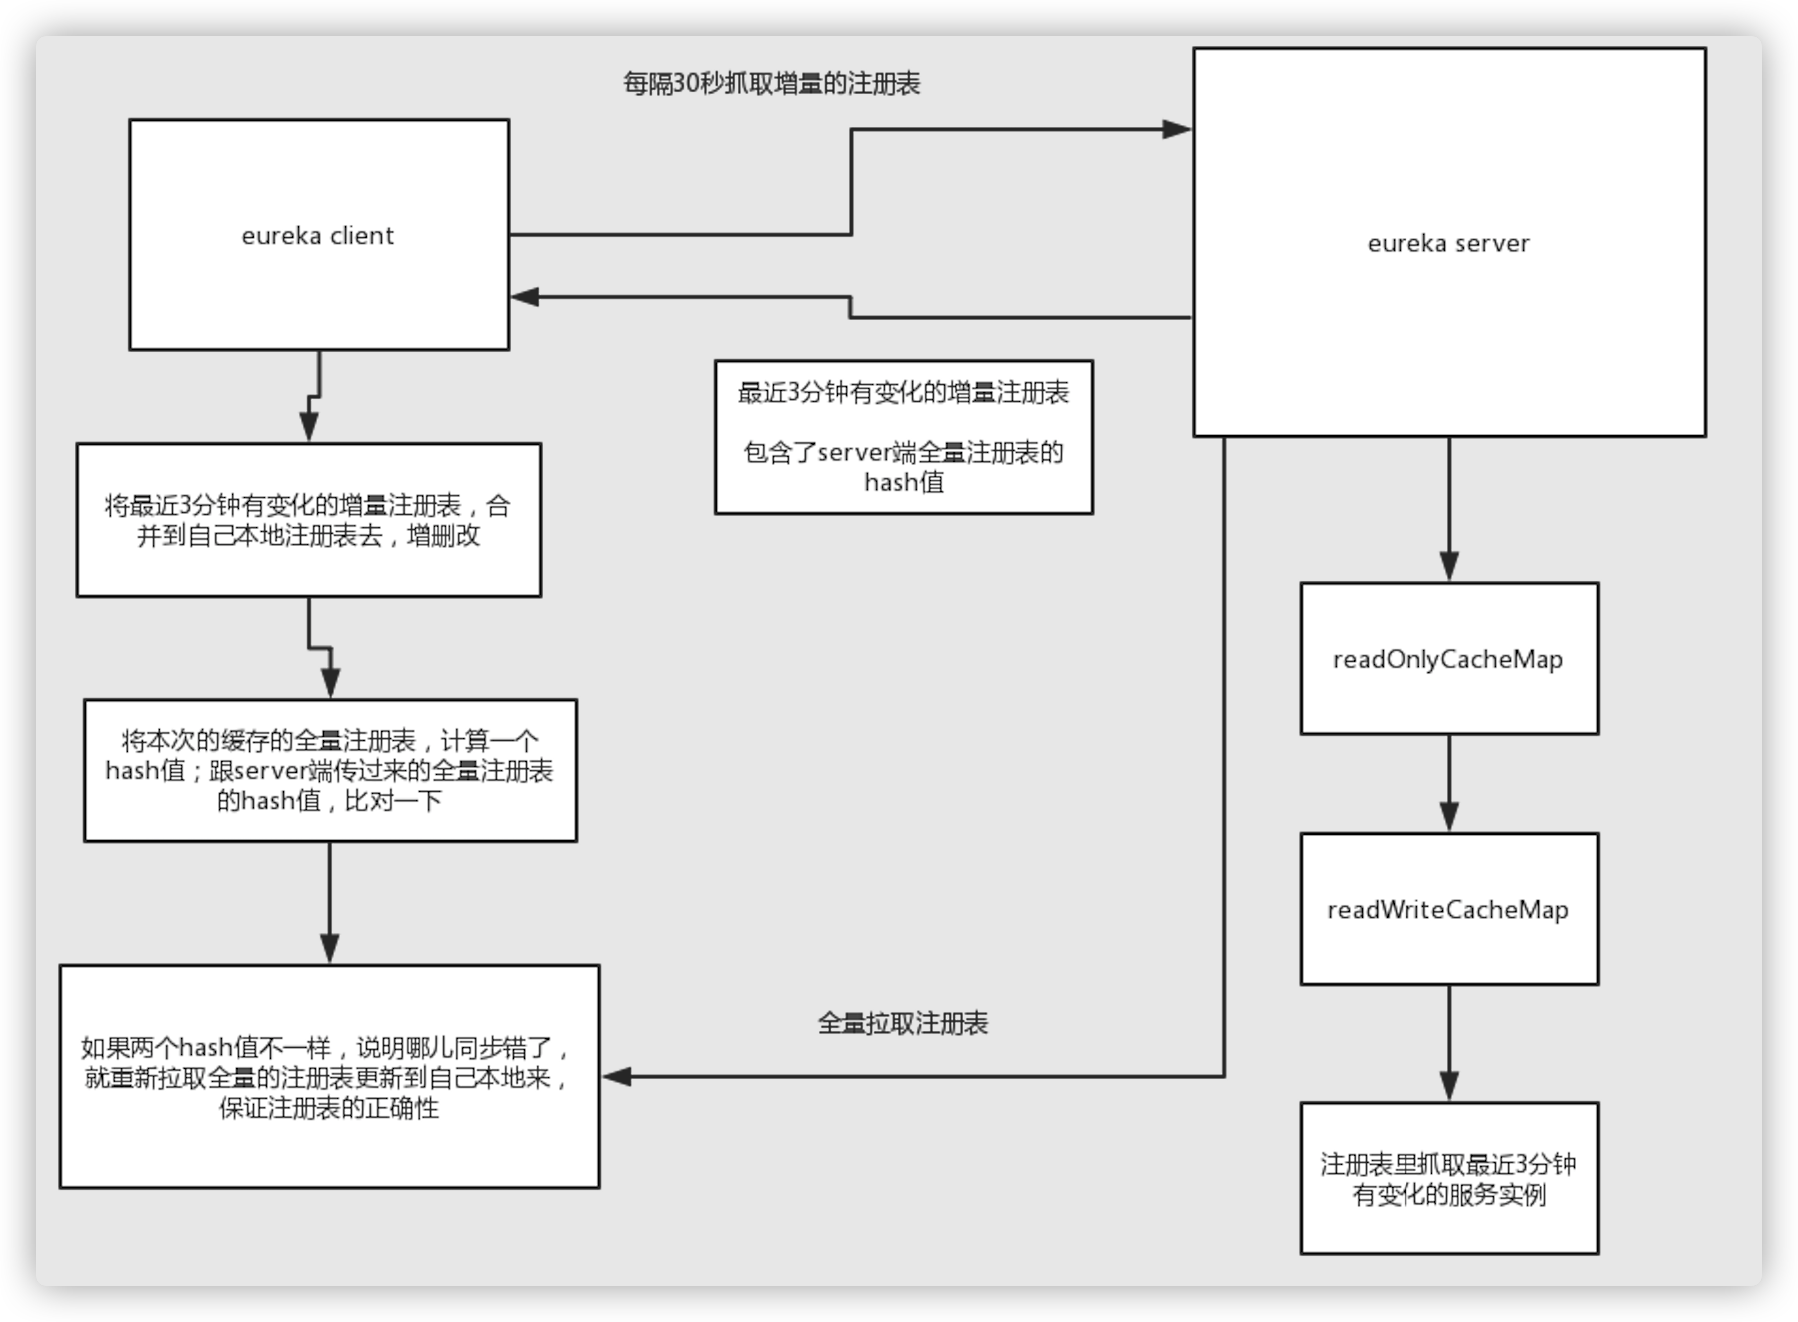 每隔30秒抓取增量的注册表
eureka client
eureka server
最近3分钟有变化的增量注册表
包含了server端全量注册表的
hash值
将最近3分钟有变化的增量注册表，合
并到自己本地注册表去，增删改
readOnlyCacheMap
将本次的缓存的全量注册表，计算一个
hash值；跟server端传过来的全量注册表
的hash值，比对一下
readWriteCacheMap
全量拉取注册表
如果两个hash值不一样，说明哪儿同步错了，
就重新拉取全量的注册表更新到自己本地来，
保证注册表的正确性
注册表里抓取最近3分钟
有变化的服务实例